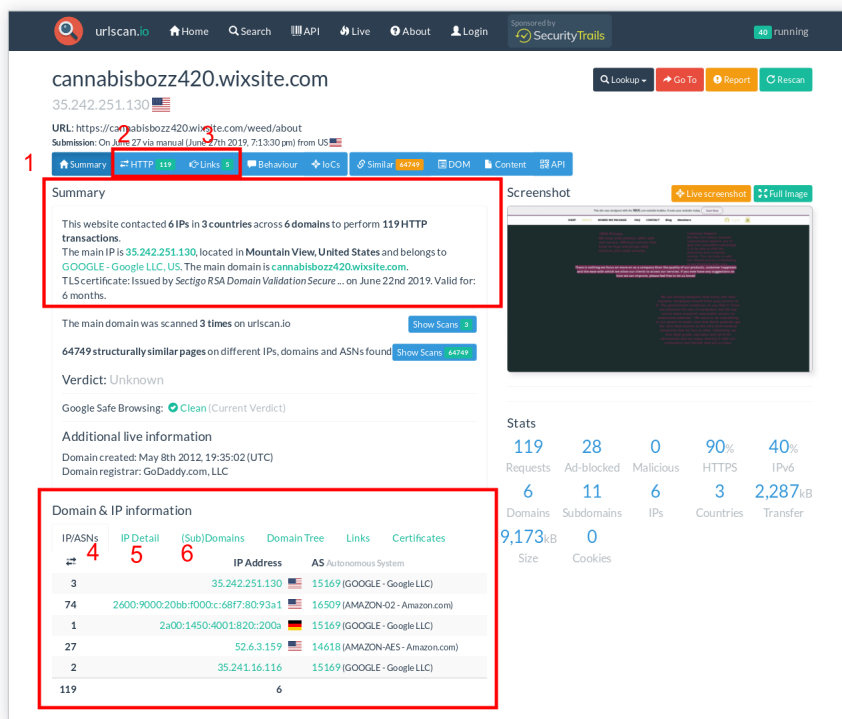 urlscan.io Home Search API Live About Login Sponsored by SecurityTrails 40 running
cannabisbozz420.wixsite.com
Lookup Go To Report Rescan
35.242.251.130
URL: https://cannabisbozz420.wixsite.com/weed/about
2 3
Submission: On June 27 via manual (June 27th 2019, 7:13:30 pm) from US
1
Summary HTTP 119 Links 5 Behaviour IoCs Similar 64749 DOM Content API
Summary
This website contacted 6 IPs in 3 countries across 6 domains to perform 119 HTTP
transactions.
The main IP is 35.242.251.130, located in Mountain View, United States and belongs to
GOOGLE - Google LLC, US. The main domain is cannabisbozz420.wixsite.com.
TLS certificate: Issued by Sectigo RSA Domain Validation Secure ... on June 22nd 2019. Valid for:
6 months.
The main domain was scanned 3 times on urlscan.io Show Scans 3
64749 structurally similar pages on different IPs, domains and ASNs found Show Scans 64749
Verdict: Unknown
Google Safe Browsing: Clean (Current Verdict)
Additional live information
Domain created: May 8th 2012, 19:35:02 (UTC)
Domain registrar: GoDaddy.com, LLC
Screenshot Live screenshot Full Image
Stats
119 28 0 90% 40%
Requests Ad-blocked Malicious HTTPS IPv6
6 11 6 3 2,287kB
Domains Subdomains IPs Countries Transfer
9,173kB 0
Size Cookies
Domain & IP information
IP/ASNs IP Detail (Sub)Domains Domain Tree Links Certificates
4 5 6
IP Address AS Autonomous System
3 35.242.251.130 15169 (GOOGLE - Google LLC)
74 2600:9000:20bb:f000:c:68f7:80:93a1 16509 (AMAZON-02 - Amazon.com)
1 2a00:1450:4001:820::200a 15169 (GOOGLE - Google LLC)
27 52.6.3.159 14618 (AMAZON-AES - Amazon.com)
2 35.241.16.116 15169 (GOOGLE - Google LLC)
119 6